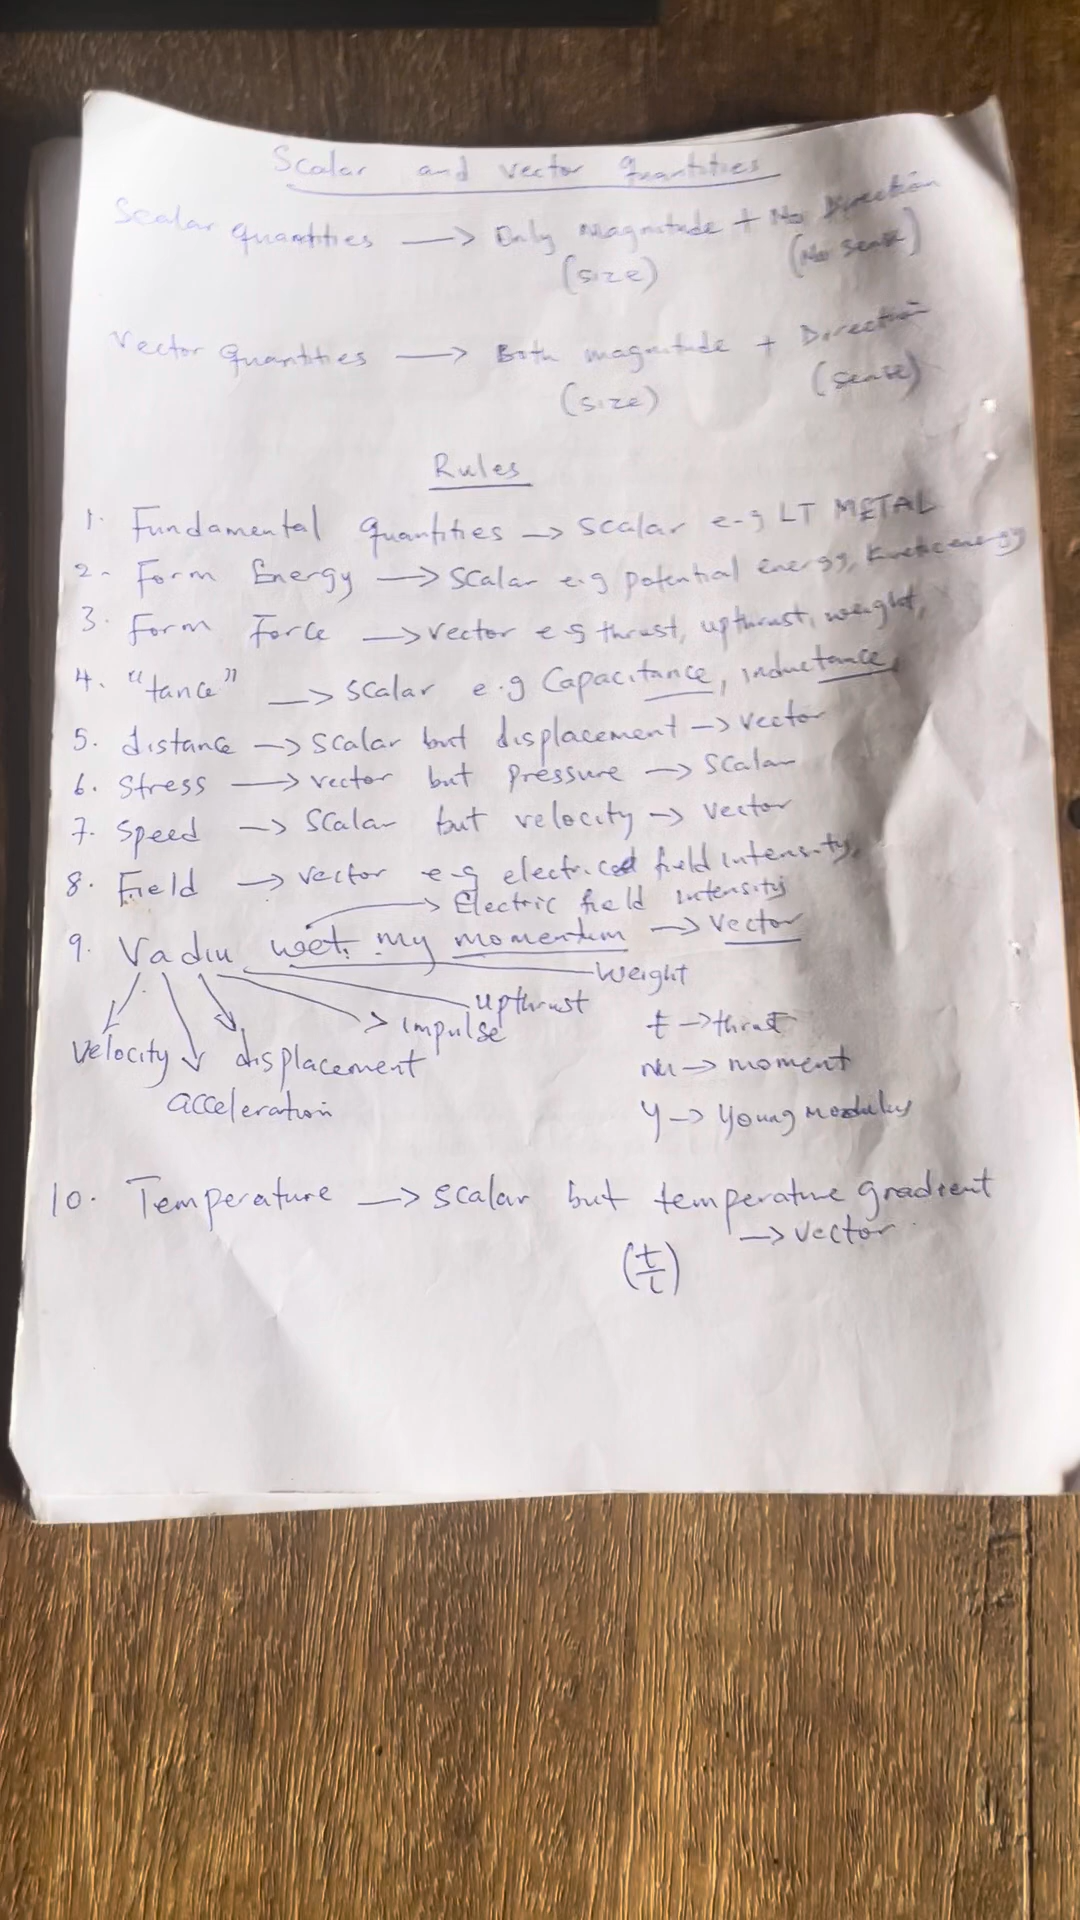 Scalar and vector Quantities
Scalar Quantities —> Only Magnitude + No Direction
(size) (No sense)
Vector Quantities —> Both magnitude + Direction
(size) (sense)
Rules
1. Fundamental Quantities —> scalar e-g LT METAL
2. Form Energy —> scalar e.g potential energy, Kinetic energy
3. Form Force —> vector e g thrust, upthrust, weight,
4. "tance" —> scalar e.g Capacitance, inductance,
5. distance —> scalar but displacement —> vector
6. Stress —> vector but pressure —> scalar
7. Speed —> scalar but velocity —> vector
8. Field —> vector e-g electrical field intensity,
—> Electric field Intensity
9. Vadiu wet my momentum —> vector
Weight
upthrust
impulse
t —> thrust
Velocity displacement
m —> moment
acceleration
Y —> Young modulus
10. Temperature —> scalar but temperature gradient
—> vector
(t/l)